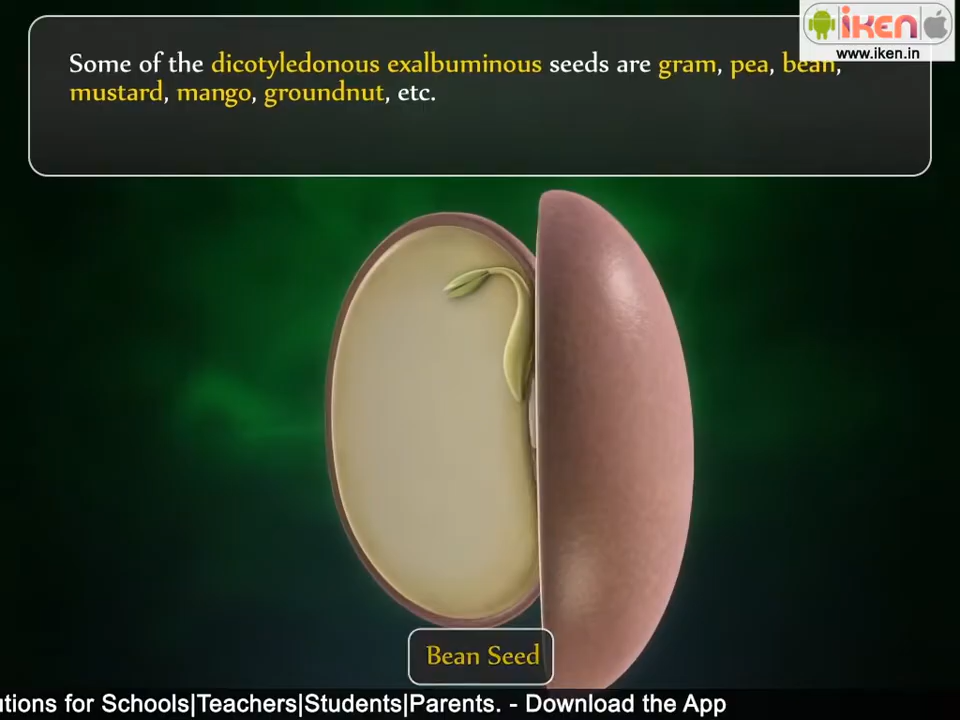 Some of the dicotyledonous exalbuminous seeds are gram, pea, bean,
mustard, mango, groundnut, etc.
iken
www.iken.in
Bean Seed
utions for Schools|Teachers|Students|Parents. - Download the App